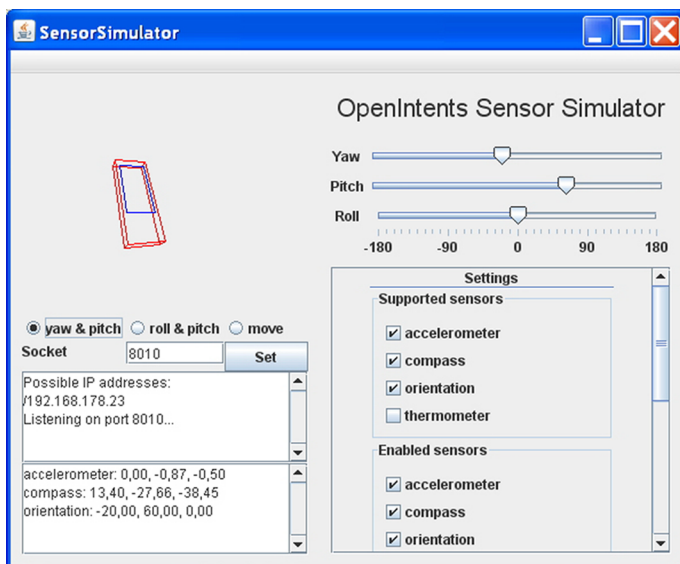 SensorSimulator
OpenIntents Sensor Simulator
Yaw
Pitch
Roll
-180 -90 0 90 180
yaw & pitch roll & pitch move
Socket 8010 Set
Possible IP addresses:
/192.168.178.23
Listening on port 8010...
accelerometer: 0,00, -0,87, -0,50
compass: 13,40, -27,66, -38,45
orientation: -20,00, 60,00, 0,00
Settings
Supported sensors
accelerometer
compass
orientation
thermometer
Enabled sensors
accelerometer
compass
orientation